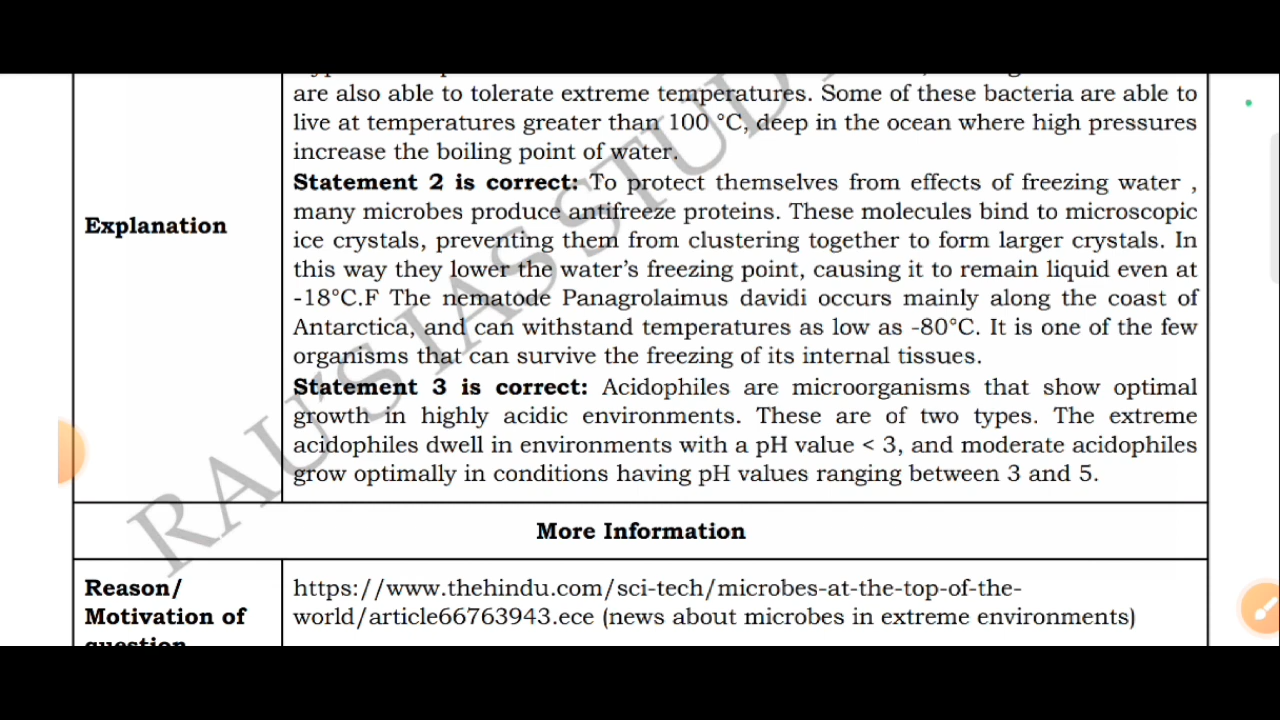 are also able to tolerate extreme temperatures. Some of these bacteria are able to
live at temperatures greater than 100 °C, deep in the ocean where high pressures
increase the boiling point of water.
Statement 2 is correct: To protect themselves from effects of freezing water ,
many microbes produce antifreeze proteins. These molecules bind to microscopic
Explanation
ice crystals, preventing them from clustering together to form larger crystals. In
this way they lower the water's freezing point, causing it to remain liquid even at
-18°C.F The nematode Panagrolaimus davidi occurs mainly along the coast of
Antarctica, and can withstand temperatures as low as -80°C. It is one of the few
organisms that can survive the freezing of its internal tissues.
Statement 3 is correct: Acidophiles are microorganisms that show optimal
growth in highly acidic environments. These are of two types. The extreme
acidophiles dwell in environments with a pH value < 3, and moderate acidophiles
grow optimally in conditions having pH values ranging between 3 and 5.
RAU'S IAS STUD
More Information
Reason/
Motivation of
question
https://www.thehindu.com/sci-tech/microbes-at-the-top-of-the-
world/article66763943.ece (news about microbes in extreme environments)